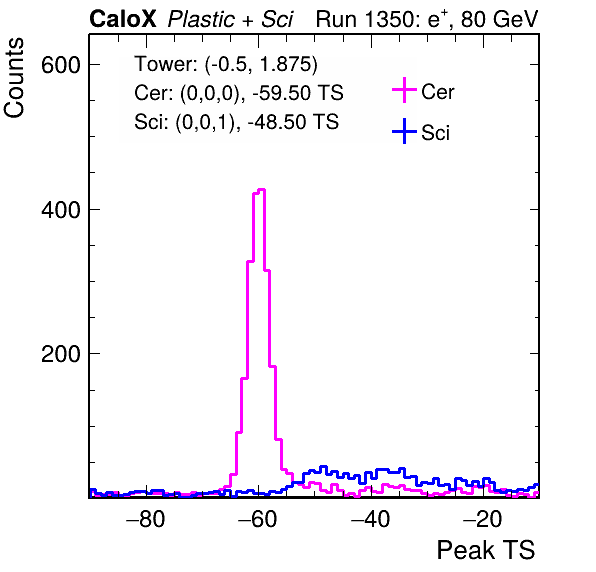 CaloX Plastic + Sci Run 1350: e⁺, 80 GeV
Counts
600
400
200
Tower: (-0.5, 1.875)
Cer: (0,0,0), -59.50 TS
Sci: (0,0,1), -48.50 TS
Cer
Sci
−80 −60 −40 −20
Peak TS